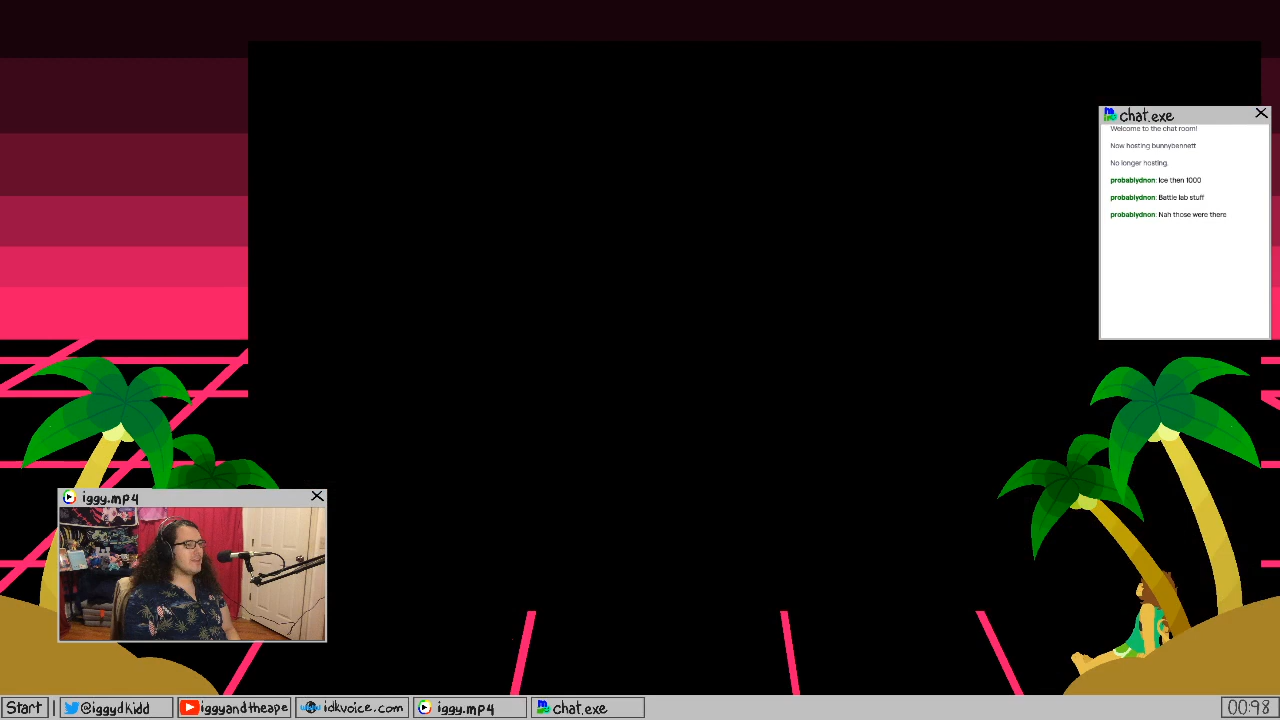 chat.exe
Welcome to the chat room!
Now hosting bunnybennett
No longer hosting.
probablydnon: Ice then 1000
probablydnon: Battle lab stuff
probablydnon: Nah those were there
iggy.mp4
Start | @iggydkidd iggyandtheape idkvoice.com iggy.mp4 chat.exe 00:98